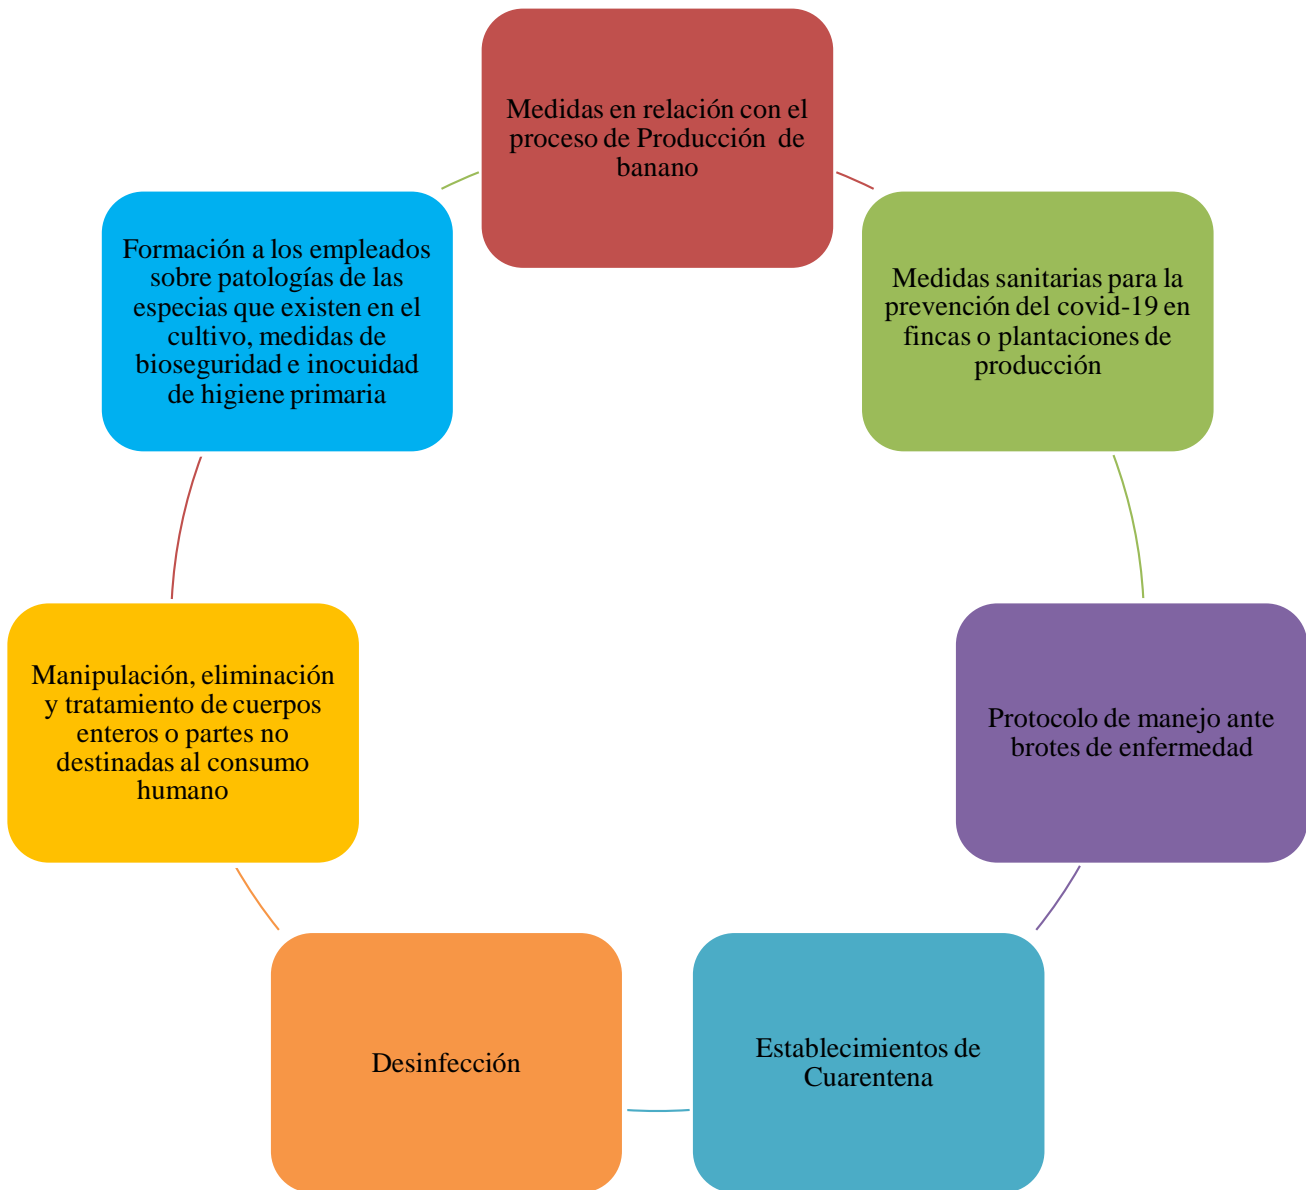 Medidas en relación con el
proceso de Producción  de
banano
Medidas sanitarias para la
prevención del covid-19 en
fincas o plantaciones de
producción
Protocolo de manejo ante
brotes de enfermedad
Establecimientos de
Cuarentena
Desinfección
Manipulación, eliminación
y tratamiento de cuerpos
enteros o partes no
destinadas al consumo
humano
Formación a los empleados
sobre patologías de las
especias que existen en el
cultivo, medidas de
bioseguridad e inocuidad
de higiene primaria